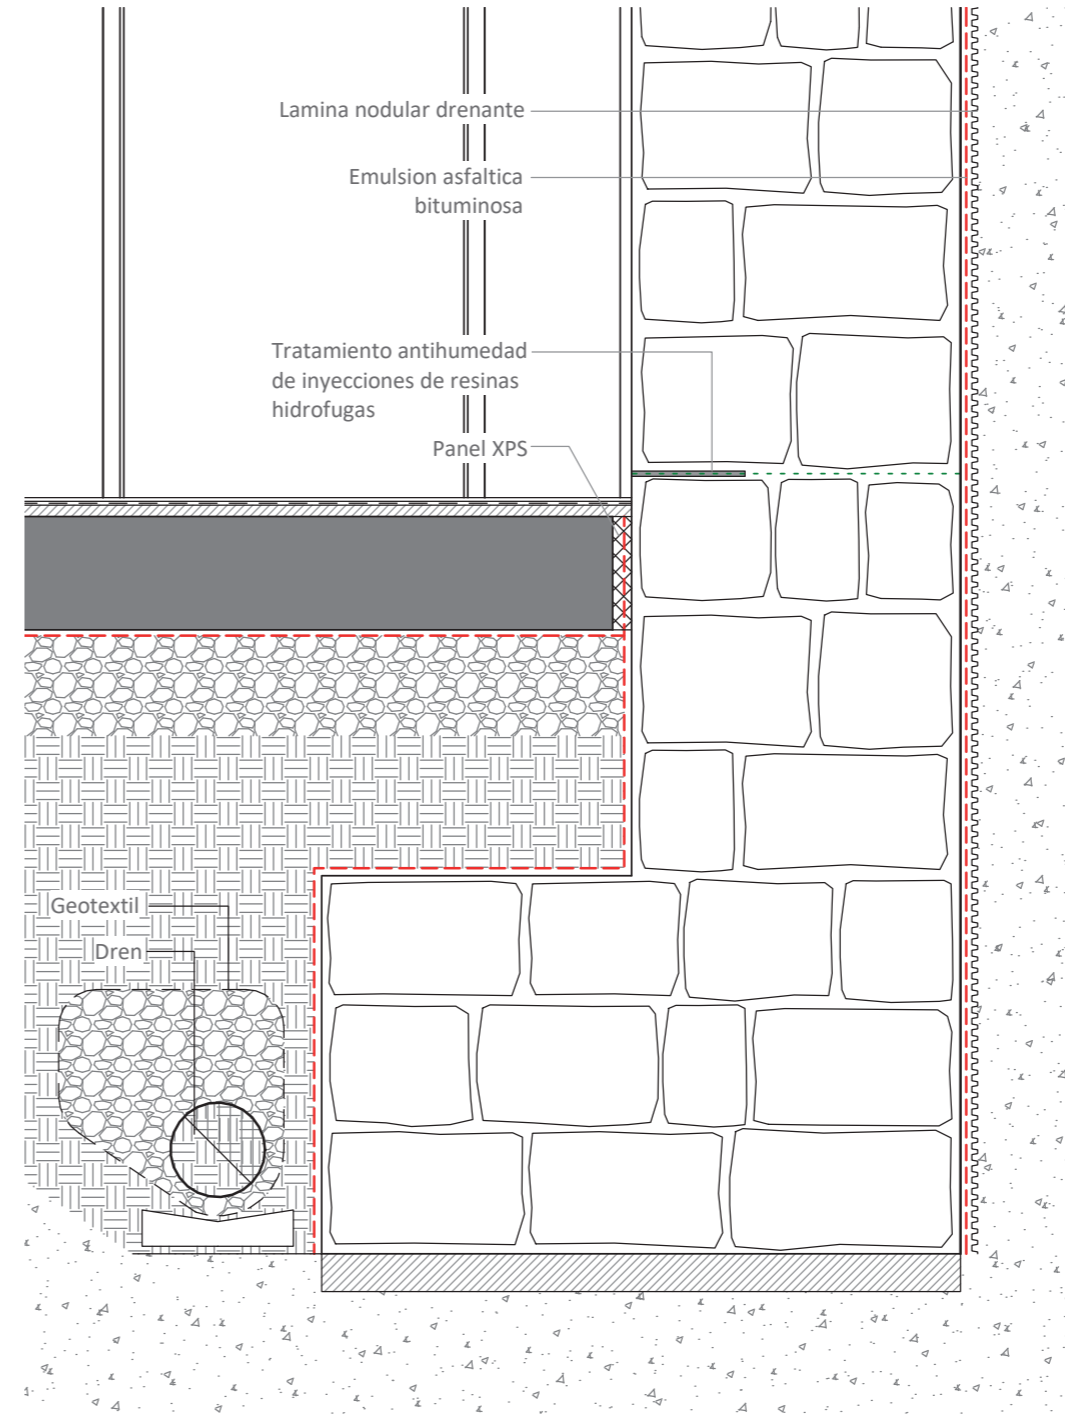 Lamina nodular drenante
Emulsion asfaltica
bituminosa
Tratamiento antihumedad
de inyecciones de resinas
hidrofugas
Panel XPS
Geotextil
Dren